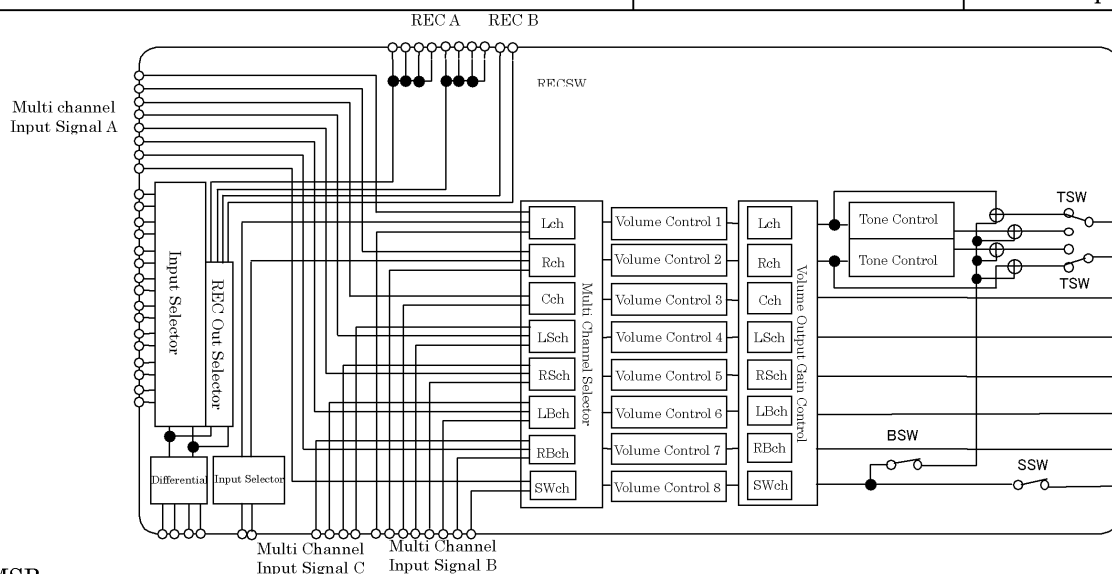 REC A
REC B
RECSW
Multi channel
Input Signal A
Input Selector
REC Out Selector
Differential
Input Selector
Multi Channel
Input Signal C
Multi Channel
Input Signal B
Lch
Rch
Cch
LSch
RSch
LBch
RBch
SWch
Multi Channel Selector
Volume Control 1
Volume Control 2
Volume Control 3
Volume Control 4
Volume Control 5
Volume Control 6
Volume Control 7
Volume Control 8
Lch
Rch
Cch
LSch
RSch
LBch
RBch
SWch
Volume Output Gain Control
Tone Control
Tone Control
TSW
TSW
BSW
SSW